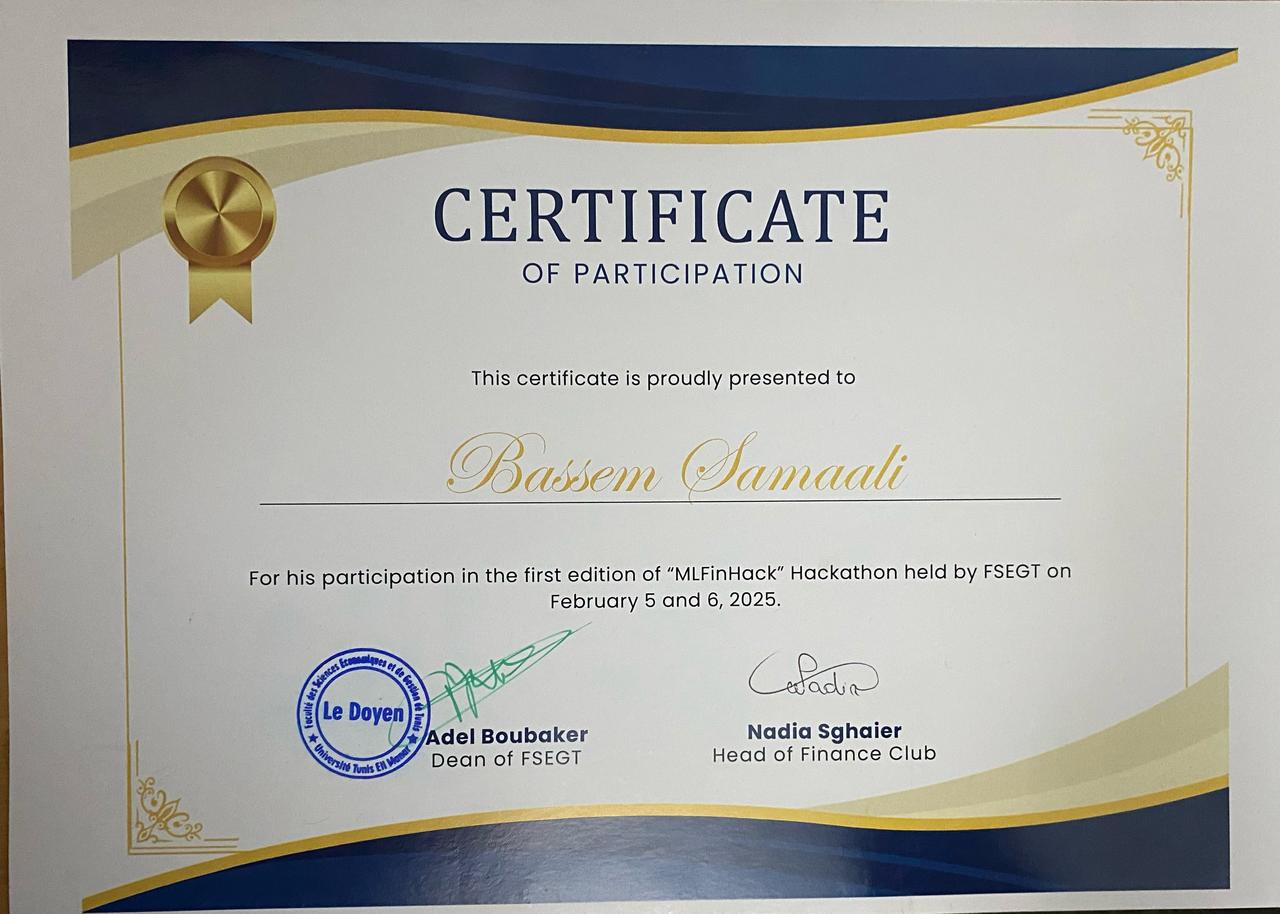 CERTIFICATE
OF PARTICIPATION
This certificate is proudly presented to
Bassem Samaali
For his participation in the first edition of “MLFinHack” Hackathon held by FSEGT on
February 5 and 6, 2025.
Faculté des Sciences Economiques et de Gestion de Tunis
Le Doyen
Université Tunis El Manar
Adel Boubaker
Dean of FSEGT
Nadia Sghaier
Head of Finance Club